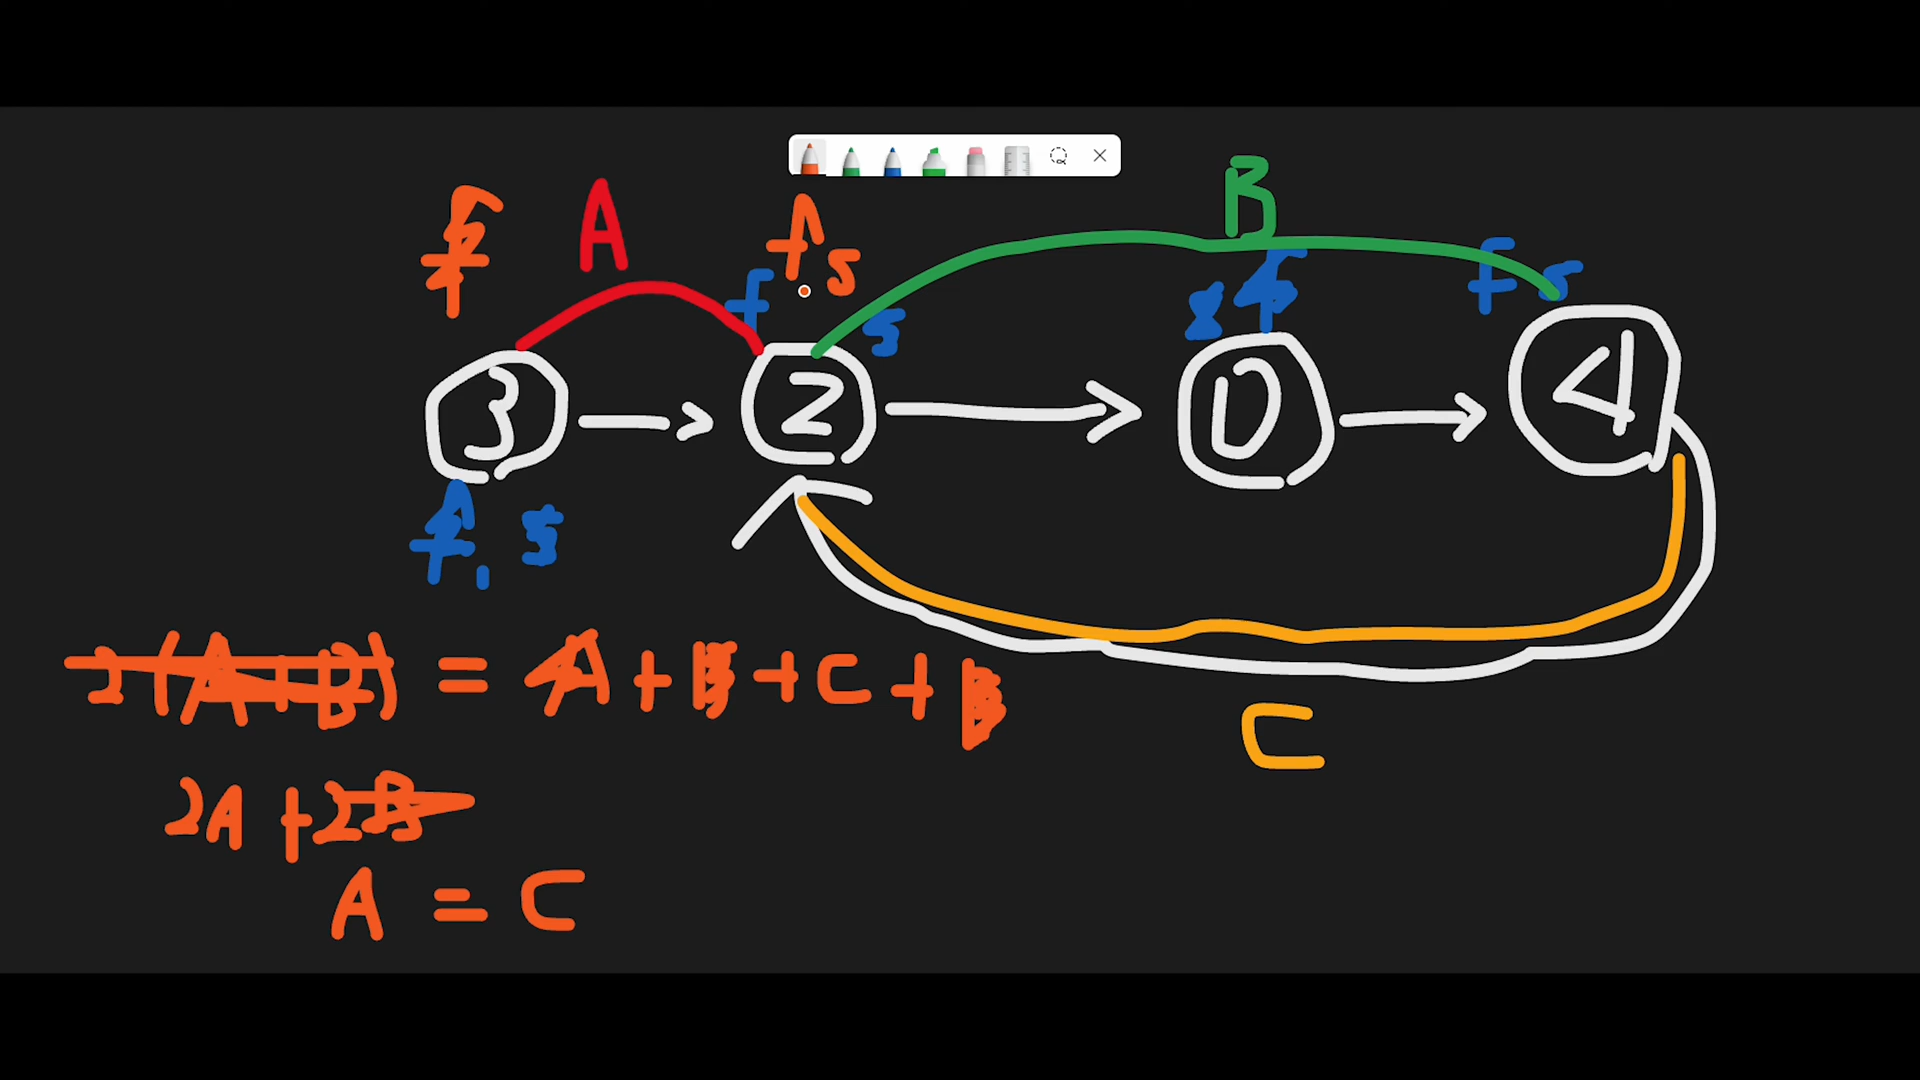 A
B
f
f s
f
s
s f
f s
3 → 2 → 0 → 4
f, s
2(A+B) = A + B + C + B
C
2A + 2B
A = C